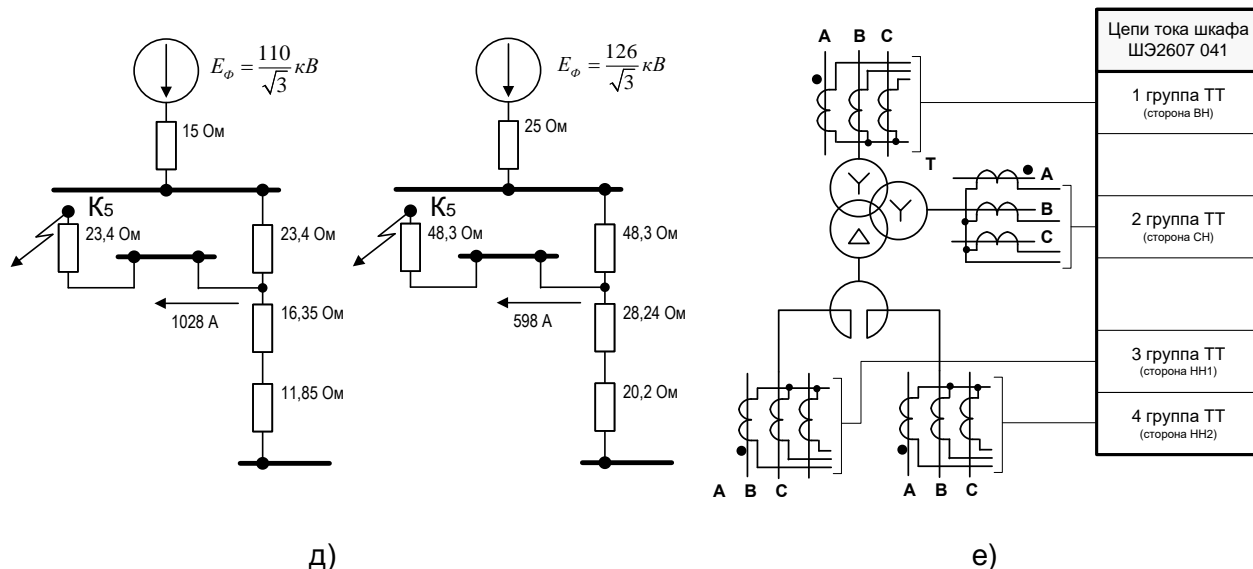 E_Ф = 110/√3 кВ
15 Ом
К5
23,4 Ом
23,4 Ом
1028 А
16,35 Ом
11,85 Ом
д)
E_Ф = 126/√3 кВ
25 Ом
К5
48,3 Ом
48,3 Ом
598 А
28,24 Ом
20,2 Ом
A B C
Т
A
B
C
A B C
A B C
Цепи тока шкафа
ШЭ2607 041
1 группа ТТ
(сторона ВН)
2 группа ТТ
(сторона СН)
3 группа ТТ
(сторона НН1)
4 группа ТТ
(сторона НН2)
е)